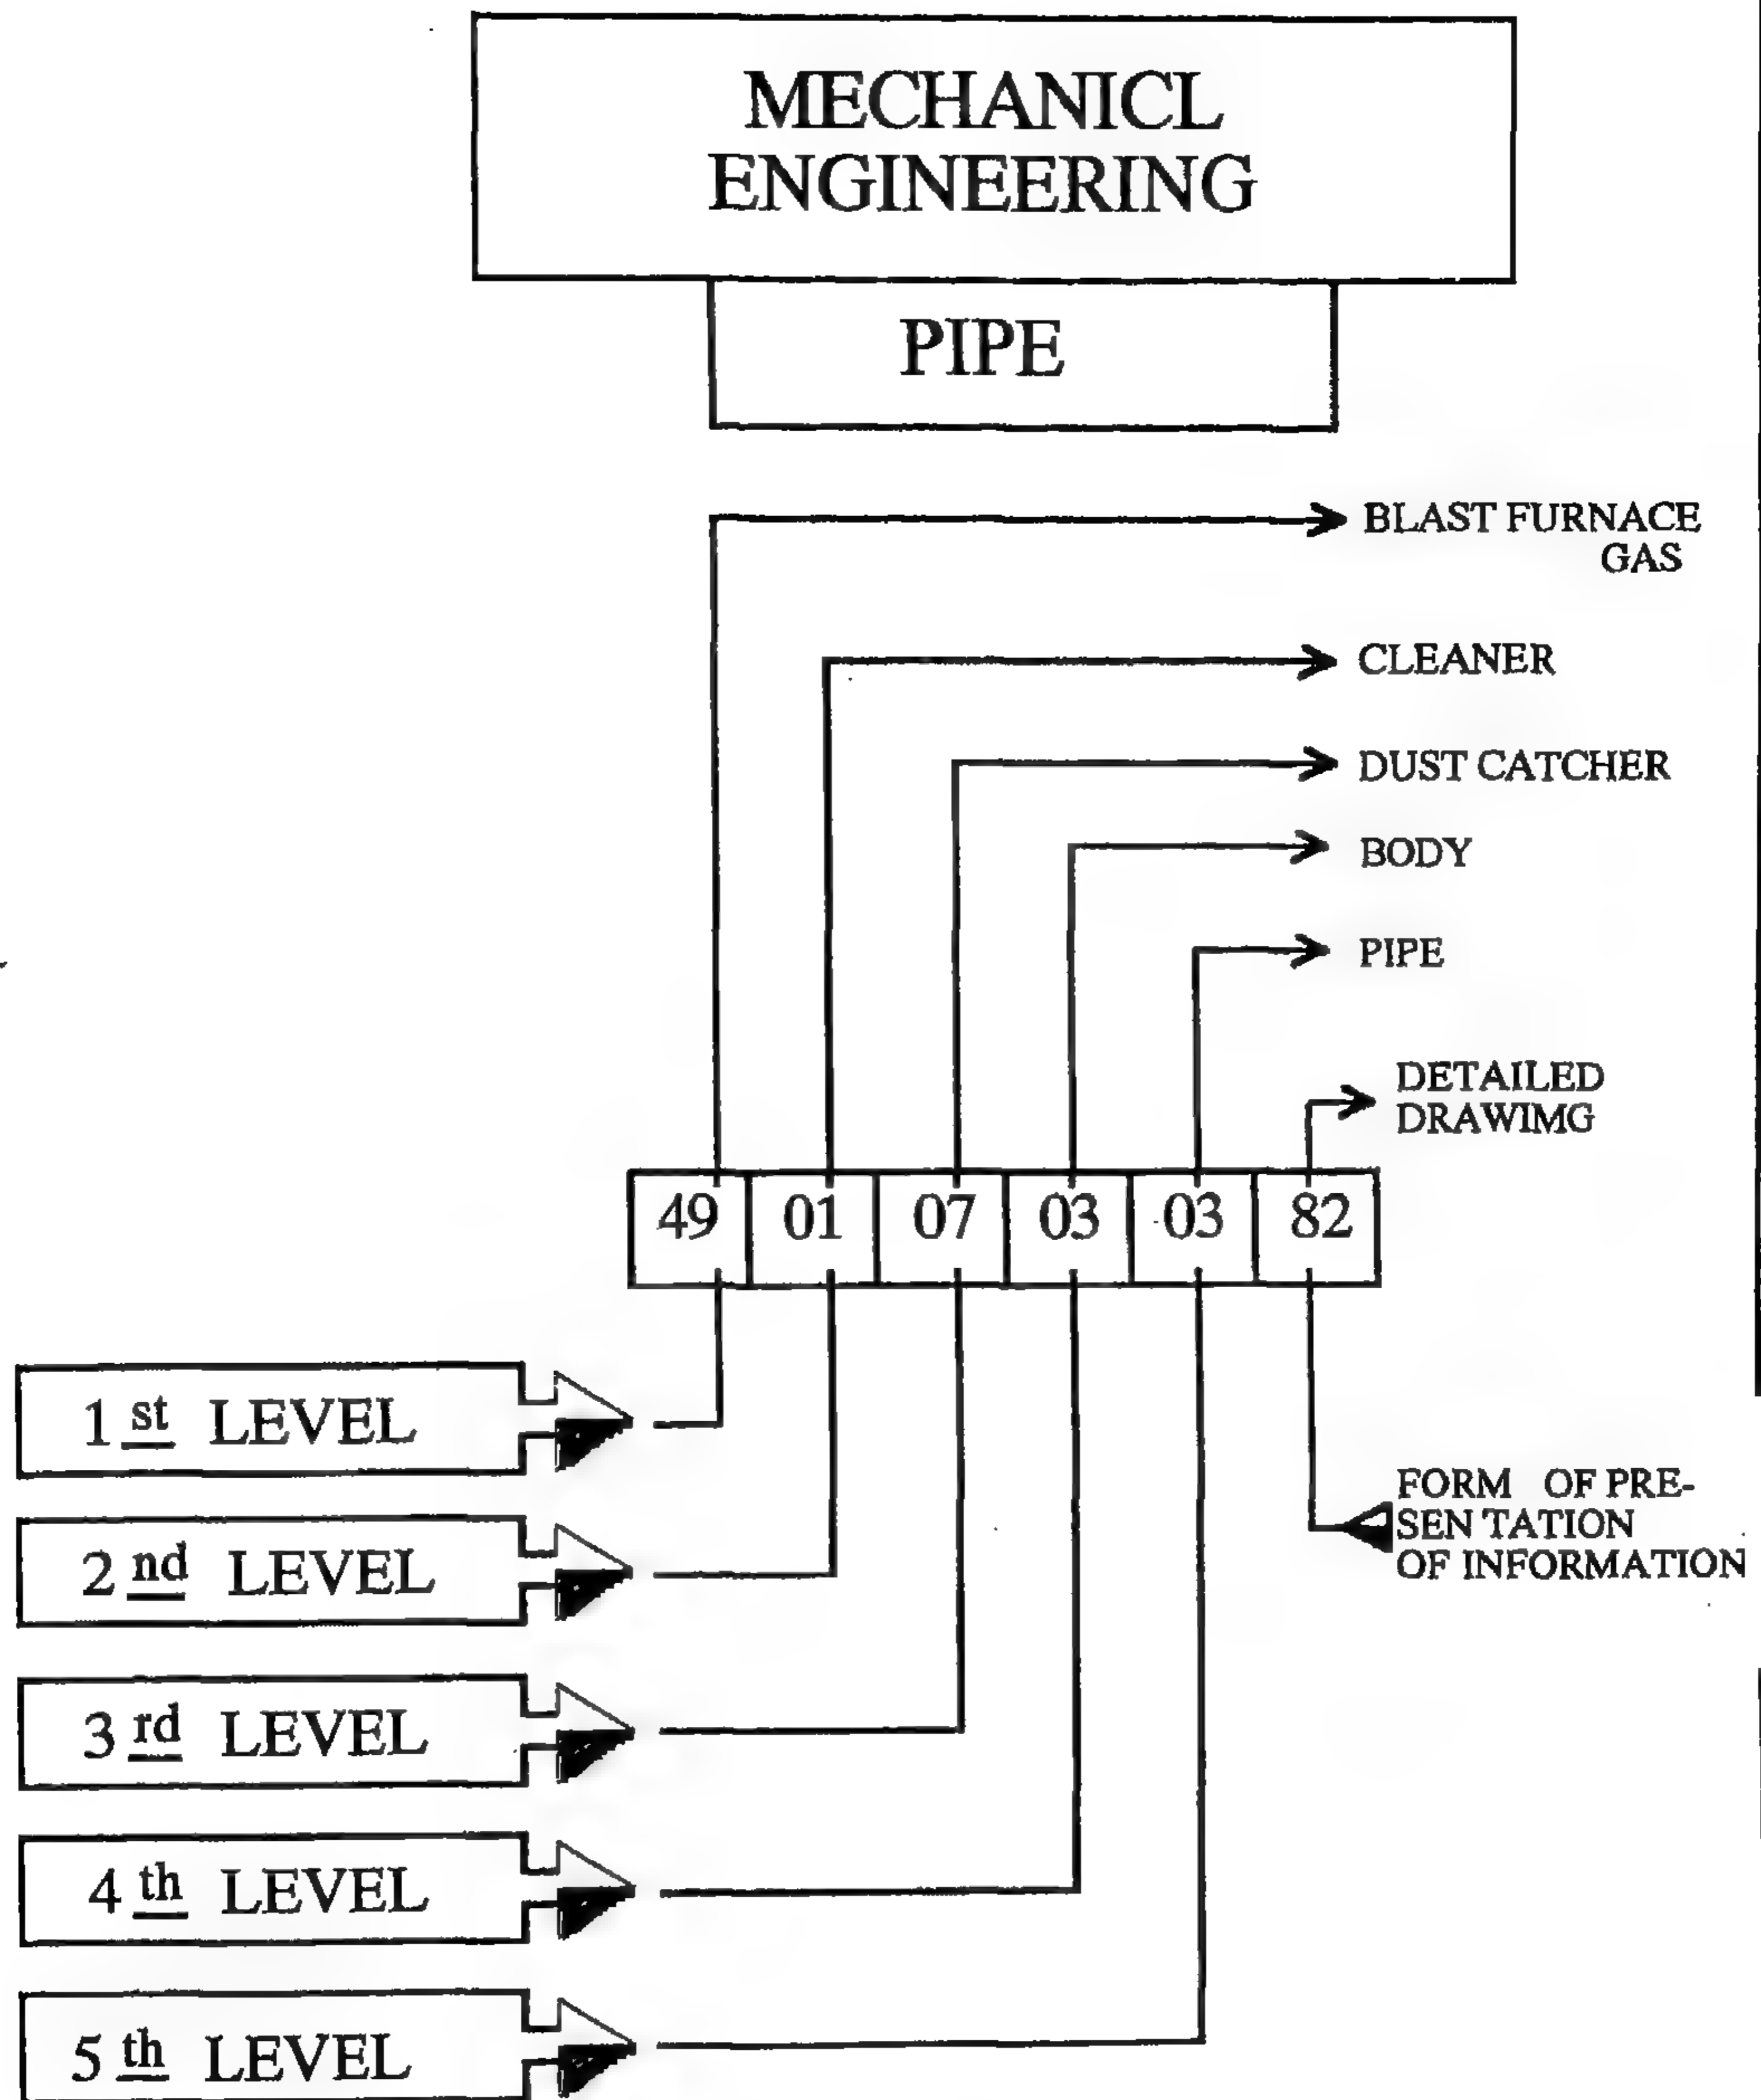 MECHANICL
ENGINEERING
PIPE
BLAST FURNACE
GAS
CLEANER
DUST CATCHER
BODY
PIPE
DETAILED
DRAWIMG
49 01 07 03 03 82
1 st LEVEL
2 nd LEVEL
3 rd LEVEL
4 th LEVEL
5 th LEVEL
FORM OF PRE-
SEN TATION
OF INFORMATION